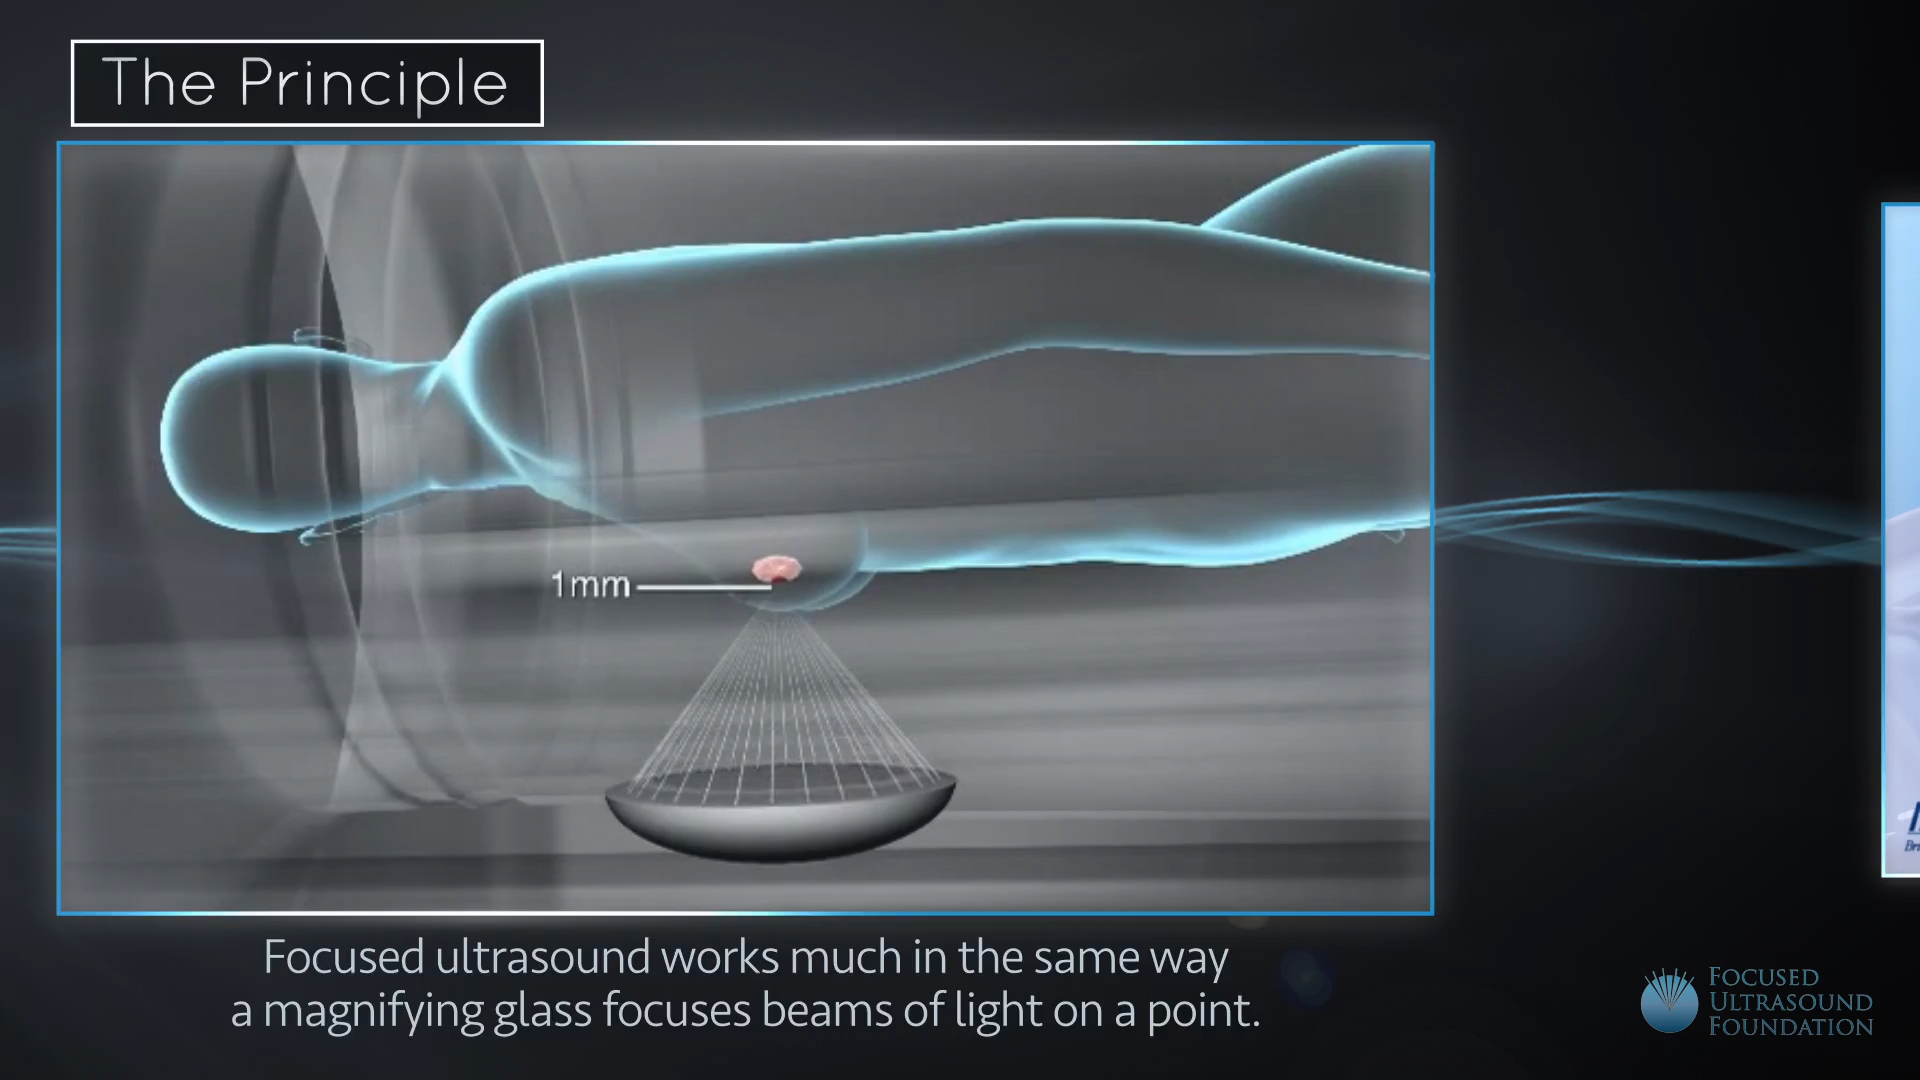 The Principle
1mm
Focused ultrasound works much in the same way
a magnifying glass focuses beams of light on a point.
FOCUSED
ULTRASOUND
FOUNDATION